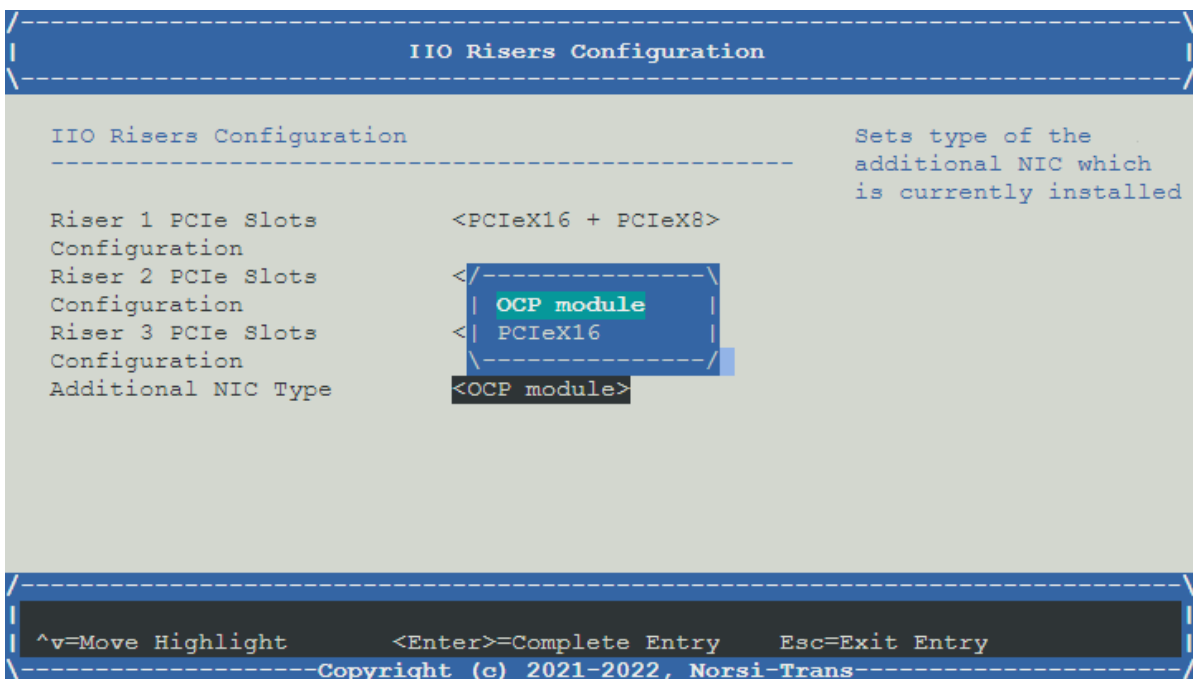 /------------------------------------------------------------------------------\
| IIO Risers Configuration |
\------------------------------------------------------------------------------/
IIO Risers Configuration
--------------------------------------------------
Sets type of the
additional NIC which
is currently installed
Riser 1 PCIe Slots <PCIeX16 + PCIeX8>
Configuration
Riser 2 PCIe Slots </---------------\
Configuration | OCP module |
Riser 3 PCIe Slots <| PCIeX16 |
Configuration \---------------/
Additional NIC Type <OCP module>
/------------------------------------------------------------------------------\
| |
| ^v=Move Highlight <Enter>=Complete Entry Esc=Exit Entry |
\--------------------Copyright (c) 2021-2022, Norsi-Trans----------------------/